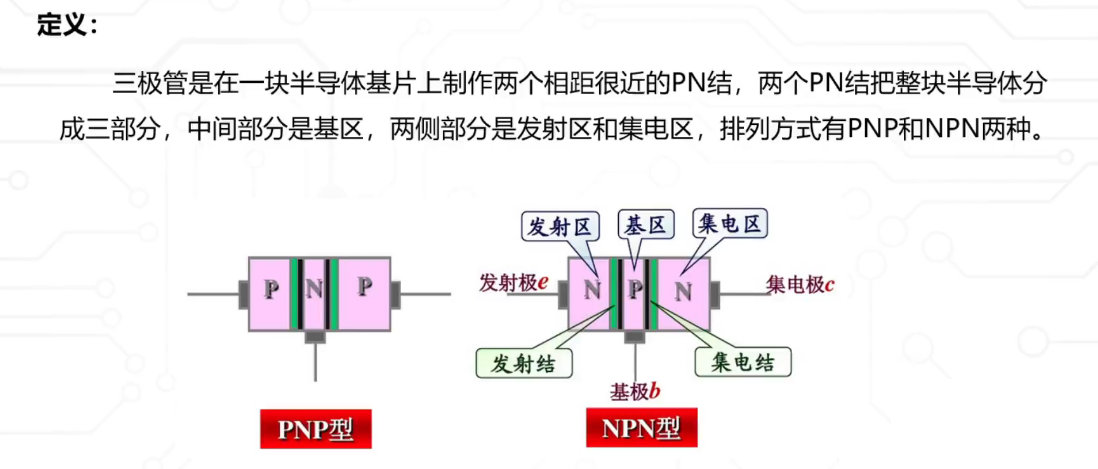 定义：
三极管是在一块半导体基片上制作两个相距很近的PN结，两个PN结把整块半导体分
成三部分，中间部分是基区，两侧部分是发射区和集电区，排列方式有PNP和NPN两种。
发射区 基区 集电区
发射极e 集电极c
P N P N P N
发射结 集电结
基极b
PNP型 NPN型